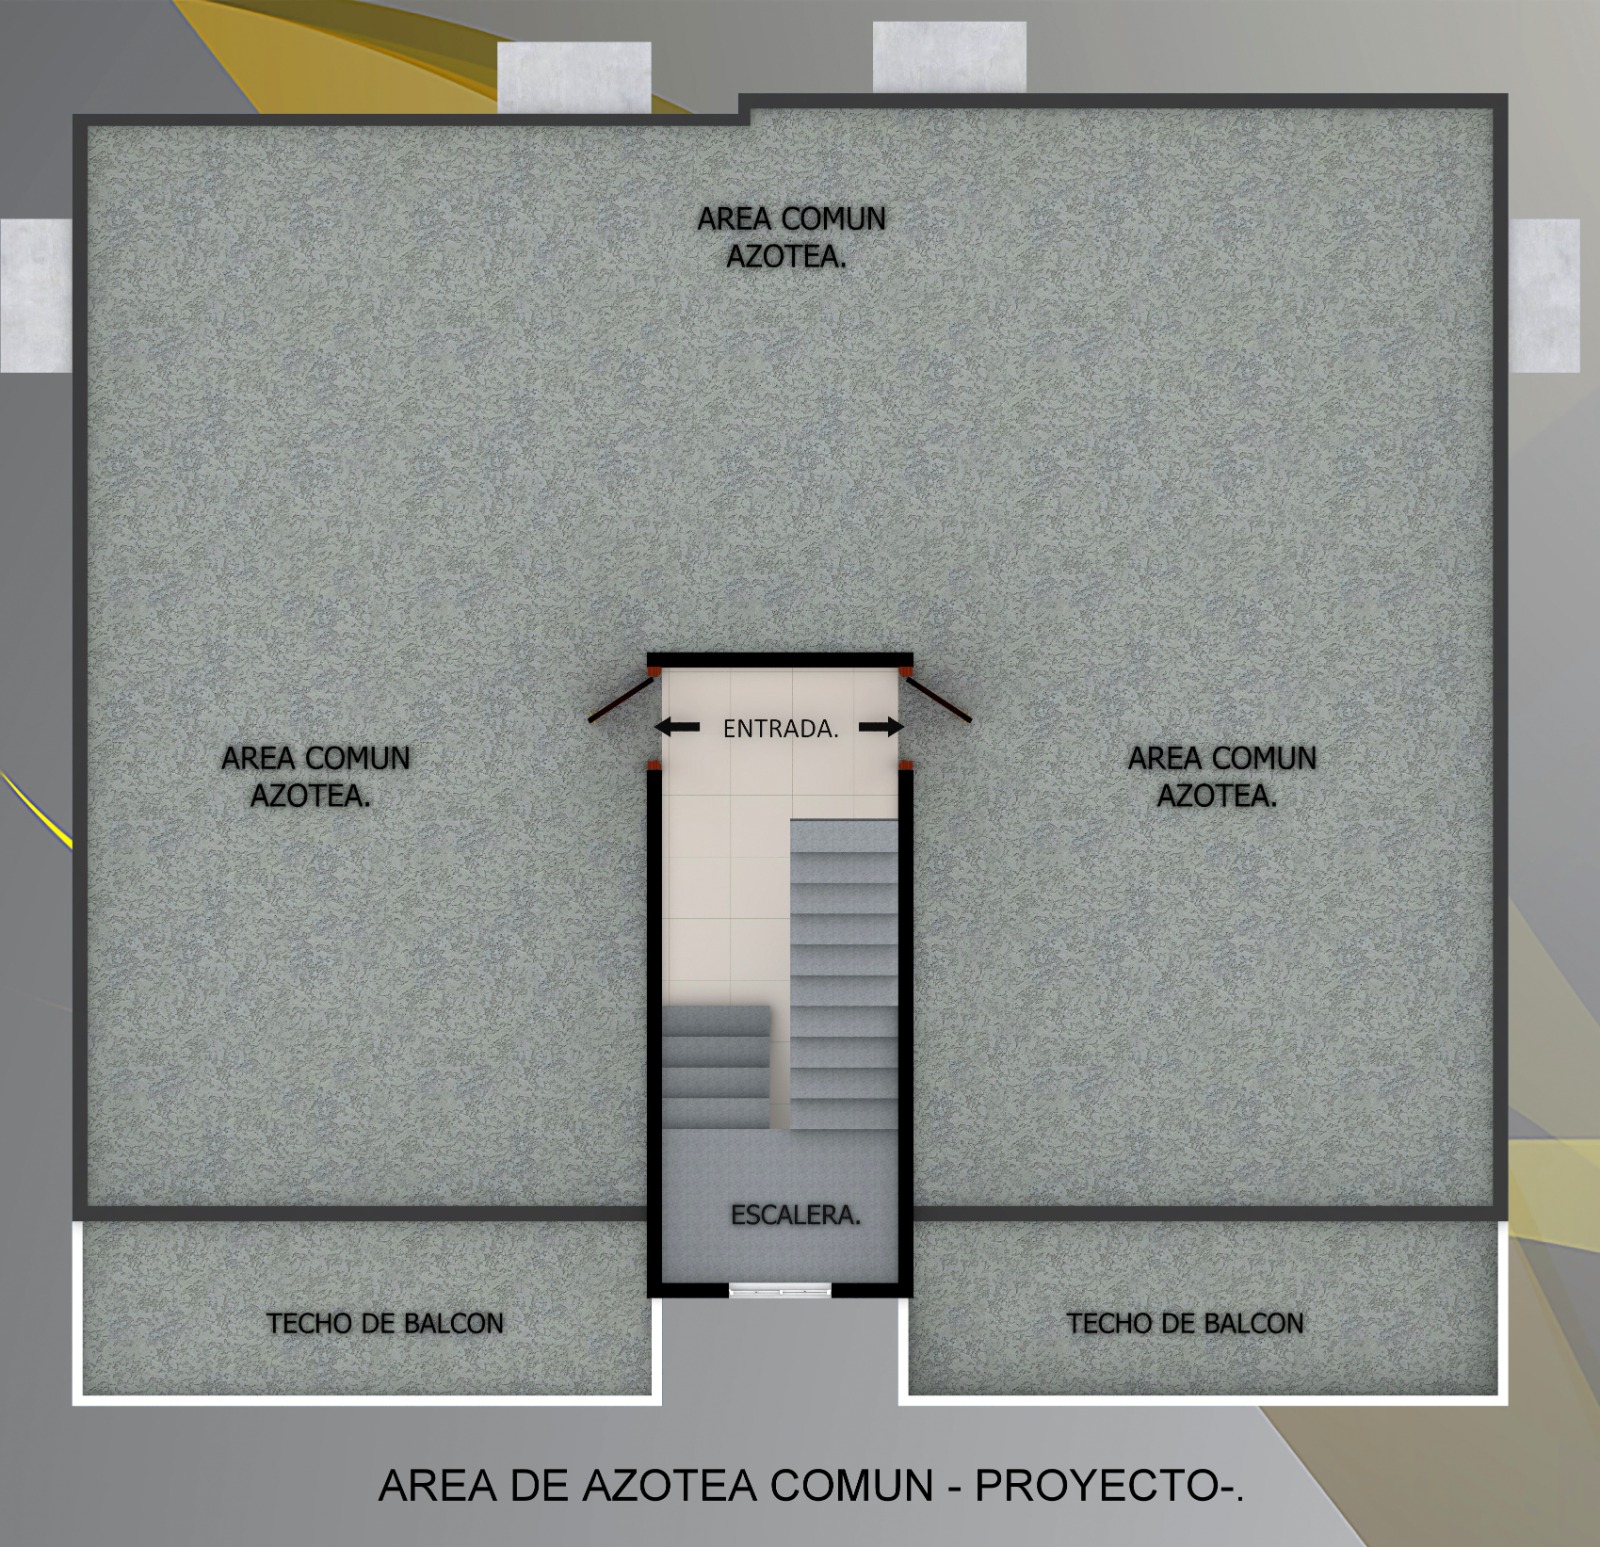 AREA COMUN
AZOTEA.
ENTRADA.
AREA COMUN
AZOTEA.
AREA COMUN
AZOTEA.
ESCALERA.
TECHO DE BALCON
TECHO DE BALCON
AREA DE AZOTEA COMUN - PROYECTO-.